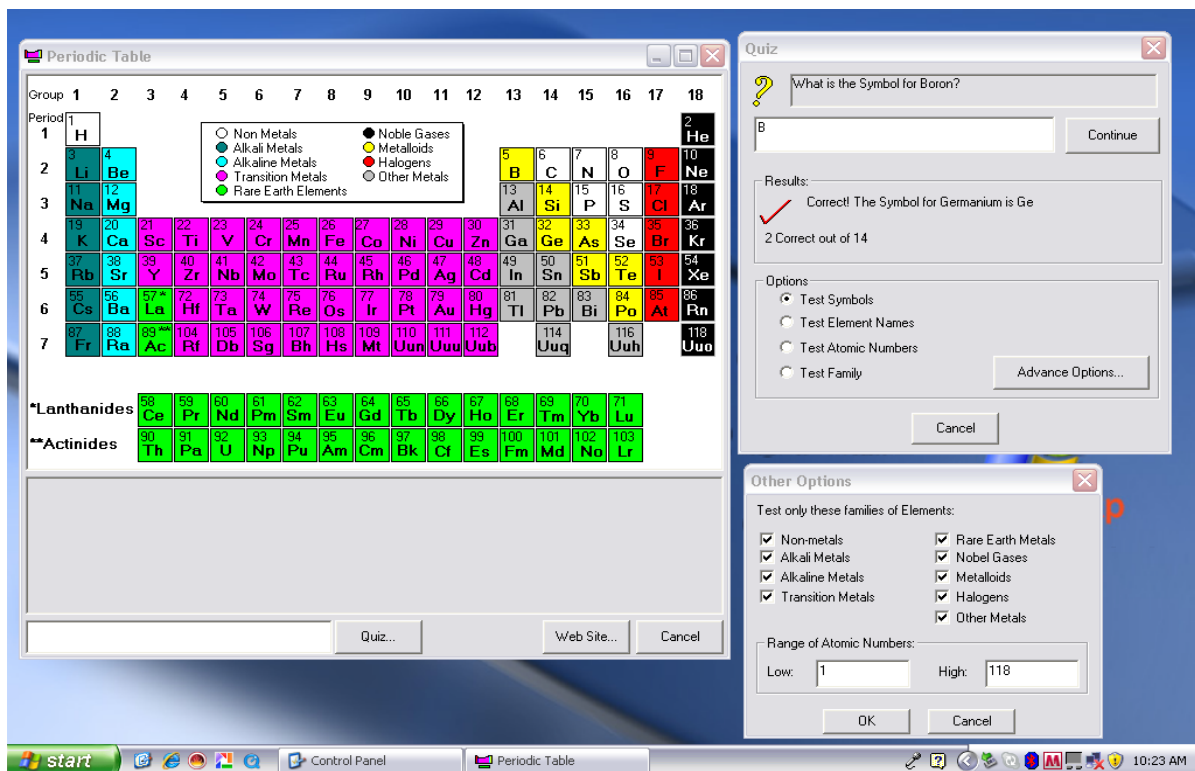 Periodic Table
Group 1 2 3 4 5 6 7 8 9 10 11 12 13 14 15 16 17 18
Period
1 1 H 2 He
Non Metals Noble Gases
Alkali Metals Metalloids
Alkaline Metals Halogens
Transition Metals Other Metals
Rare Earth Elements
2 3 Li 4 Be 5 B 6 C 7 N 8 O 9 F 10 Ne
3 11 Na 12 Mg 13 Al 14 Si 15 P 16 S 17 Cl 18 Ar
4 19 K 20 Ca 21 Sc 22 Ti 23 V 24 Cr 25 Mn 26 Fe 27 Co 28 Ni 29 Cu 30 Zn 31 Ga 32 Ge 33 As 34 Se 35 Br 36 Kr
5 37 Rb 38 Sr 39 Y 40 Zr 41 Nb 42 Mo 43 Tc 44 Ru 45 Rh 46 Pd 47 Ag 48 Cd 49 In 50 Sn 51 Sb 52 Te 53 I 54 Xe
6 55 Cs 56 Ba 57 * La 72 Hf 73 Ta 74 W 75 Re 76 Os 77 Ir 78 Pt 79 Au 80 Hg 81 Tl 82 Pb 83 Bi 84 Po 85 At 86 Rn
7 87 Fr 88 Ra 89 ** Ac 104 Rf 105 Db 106 Sg 107 Bh 108 Hs 109 Mt 110 Uun 111 Uuu 112 Uub 114 Uuq 116 Uuh 118 Uuo
*Lanthanides 58 Ce 59 Pr 60 Nd 61 Pm 62 Sm 63 Eu 64 Gd 65 Tb 66 Dy 67 Ho 68 Er 69 Tm 70 Yb 71 Lu
**Actinides 90 Th 91 Pa 92 U 93 Np 94 Pu 95 Am 96 Cm 97 Bk 98 Cf 99 Es 100 Fm 101 Md 102 No 103 Lr
Quiz... Web Site... Cancel
Quiz
What is the Symbol for Boron?
B Continue
Results:
Correct! The Symbol for Germanium is Ge
2 Correct out of 14
Options
Test Symbols
Test Element Names
Test Atomic Numbers
Test Family Advance Options...
Cancel
Other Options
Test only these families of Elements:
Non-metals Rare Earth Metals
Alkali Metals Nobel Gases
Alkaline Metals Metalloids
Transition Metals Halogens
Other Metals
Range of Atomic Numbers:
Low: 1 High: 118
OK Cancel
p
start Control Panel Periodic Table 10:23 AM